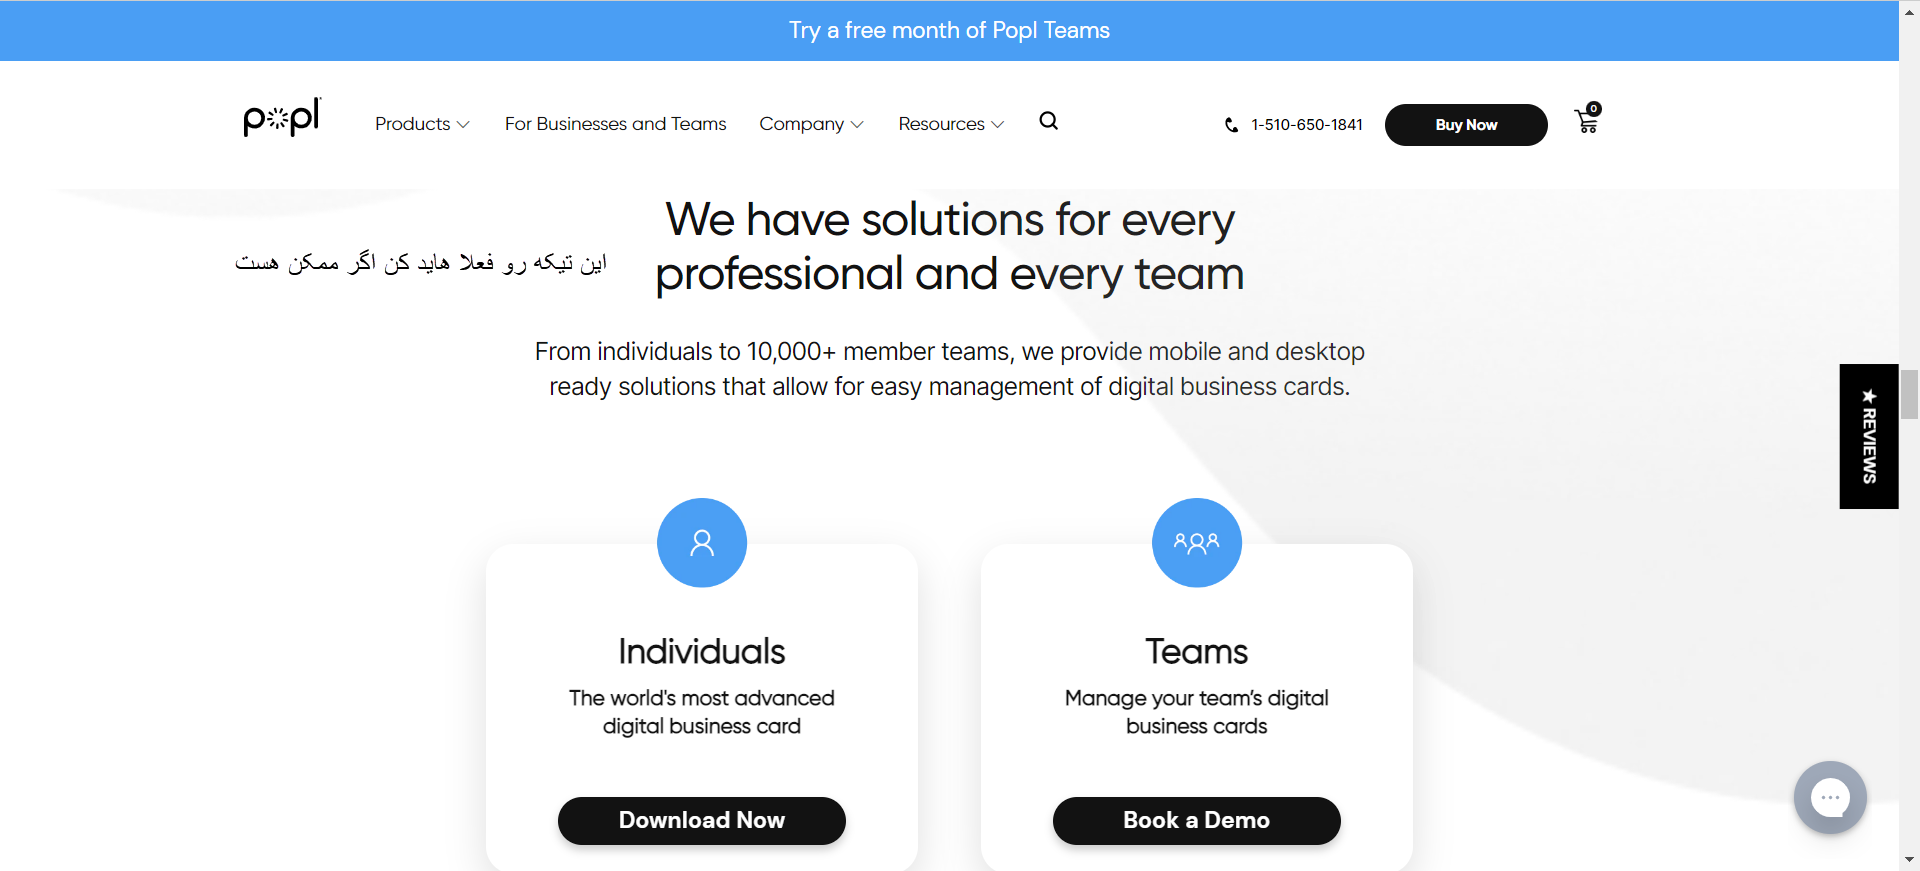 Try a free month of Popl Teams
popl
Products
For Businesses and Teams
Company
Resources
1-510-650-1841
Buy Now
0
We have solutions for every
professional and every team
این تیکه رو فعلا هاید کن اگر ممکن هست
From individuals to 10,000+ member teams, we provide mobile and desktop
ready solutions that allow for easy management of digital business cards.
★ REVIEWS
Individuals
The world's most advanced
digital business card
Download Now
Teams
Manage your team’s digital
business cards
Book a Demo